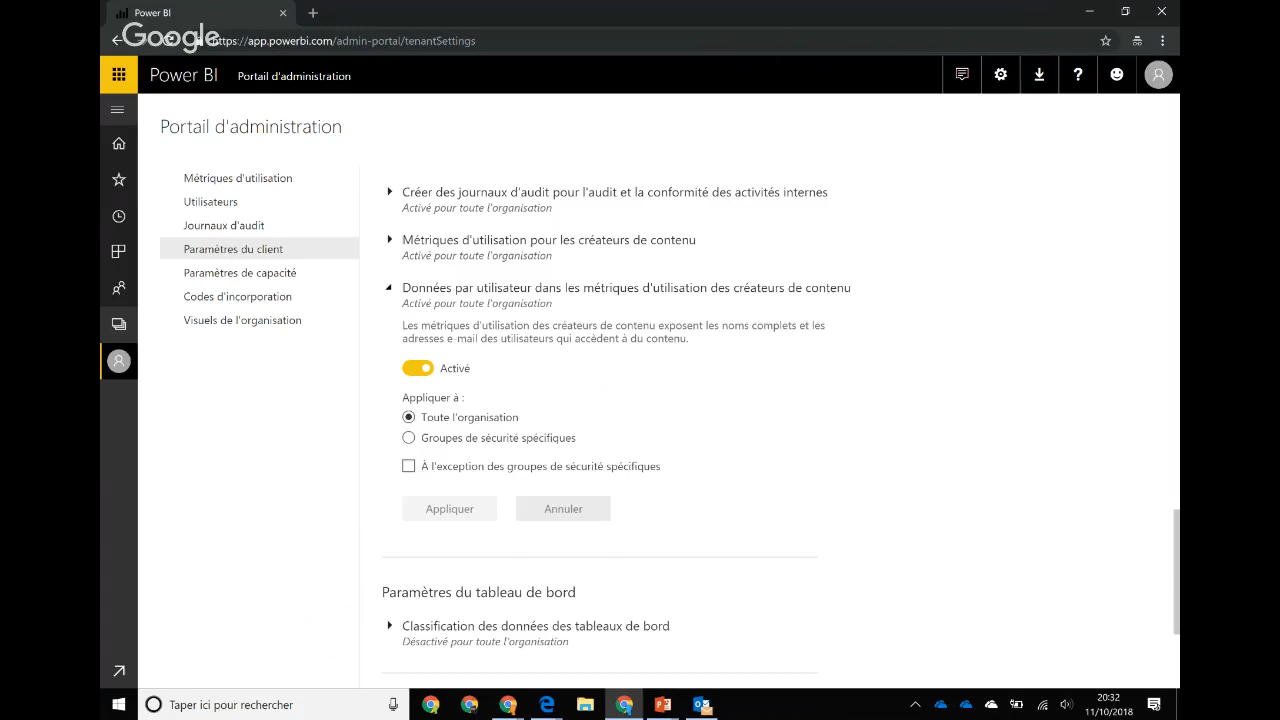 Power BI
Google
https://app.powerbi.com/admin-portal/tenantSettings
Power BI Portail d'administration
Portail d'administration
Métriques d'utilisation
Utilisateurs
Journaux d'audit
Paramètres du client
Paramètres de capacité
Codes d'incorporation
Visuels de l'organisation
Créer des journaux d'audit pour l'audit et la conformité des activités internes
Activé pour toute l'organisation
Métriques d'utilisation pour les créateurs de contenu
Activé pour toute l'organisation
Données par utilisateur dans les métriques d'utilisation des créateurs de contenu
Activé pour toute l'organisation
Les métriques d'utilisation des créateurs de contenu exposent les noms complets et les
adresses e-mail des utilisateurs qui accèdent à du contenu.
Activé
Appliquer à :
Toute l'organisation
Groupes de sécurité spécifiques
À l'exception des groupes de sécurité spécifiques
Appliquer Annuler
Paramètres du tableau de bord
Classification des données des tableaux de bord
Désactivé pour toute l'organisation
Taper ici pour rechercher
20:32
11/10/2018